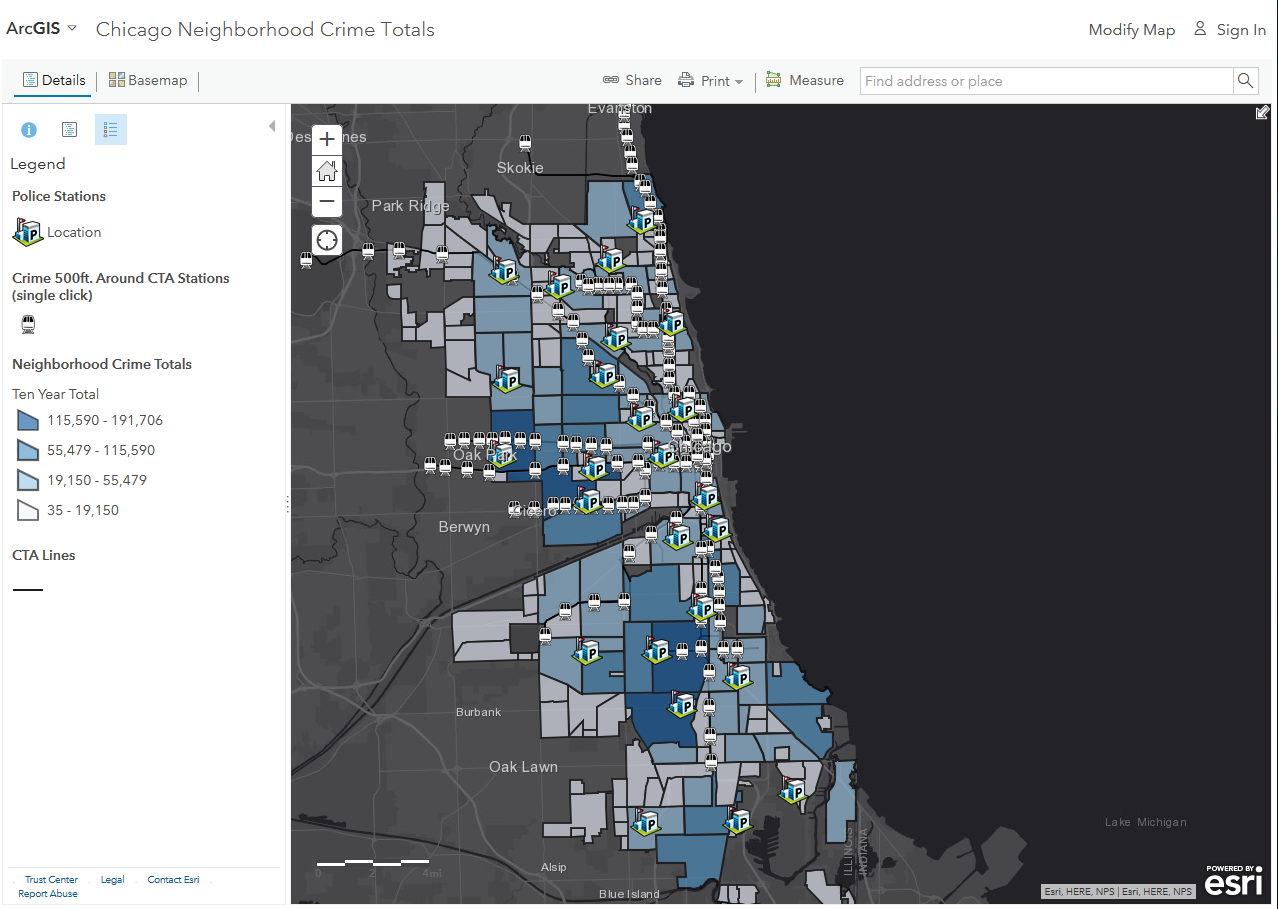 ArcGIS Chicago Neighborhood Crime Totals Modify Map Sign In
Details Basemap Share Print Measure Find address or place
Legend
Police Stations
Location
Crime 500ft. Around CTA Stations
(single click)
Neighborhood Crime Totals
Ten Year Total
115,590 - 191,706
55,479 - 115,590
19,150 - 55,479
35 - 19,150
CTA Lines
Trust Center Legal Contact Esri
Report Abuse
Evanston
Skokie
Park Ridge
Oak Park
Chicago
Cicero
Berwyn
Burbank
Oak Lawn
Alsip
Blue Island
ILLINOIS
INDIANA
Lake Michigan
0 2 4mi
POWERED BY
esri
Esri, HERE, NPS | Esri, HERE, NPS